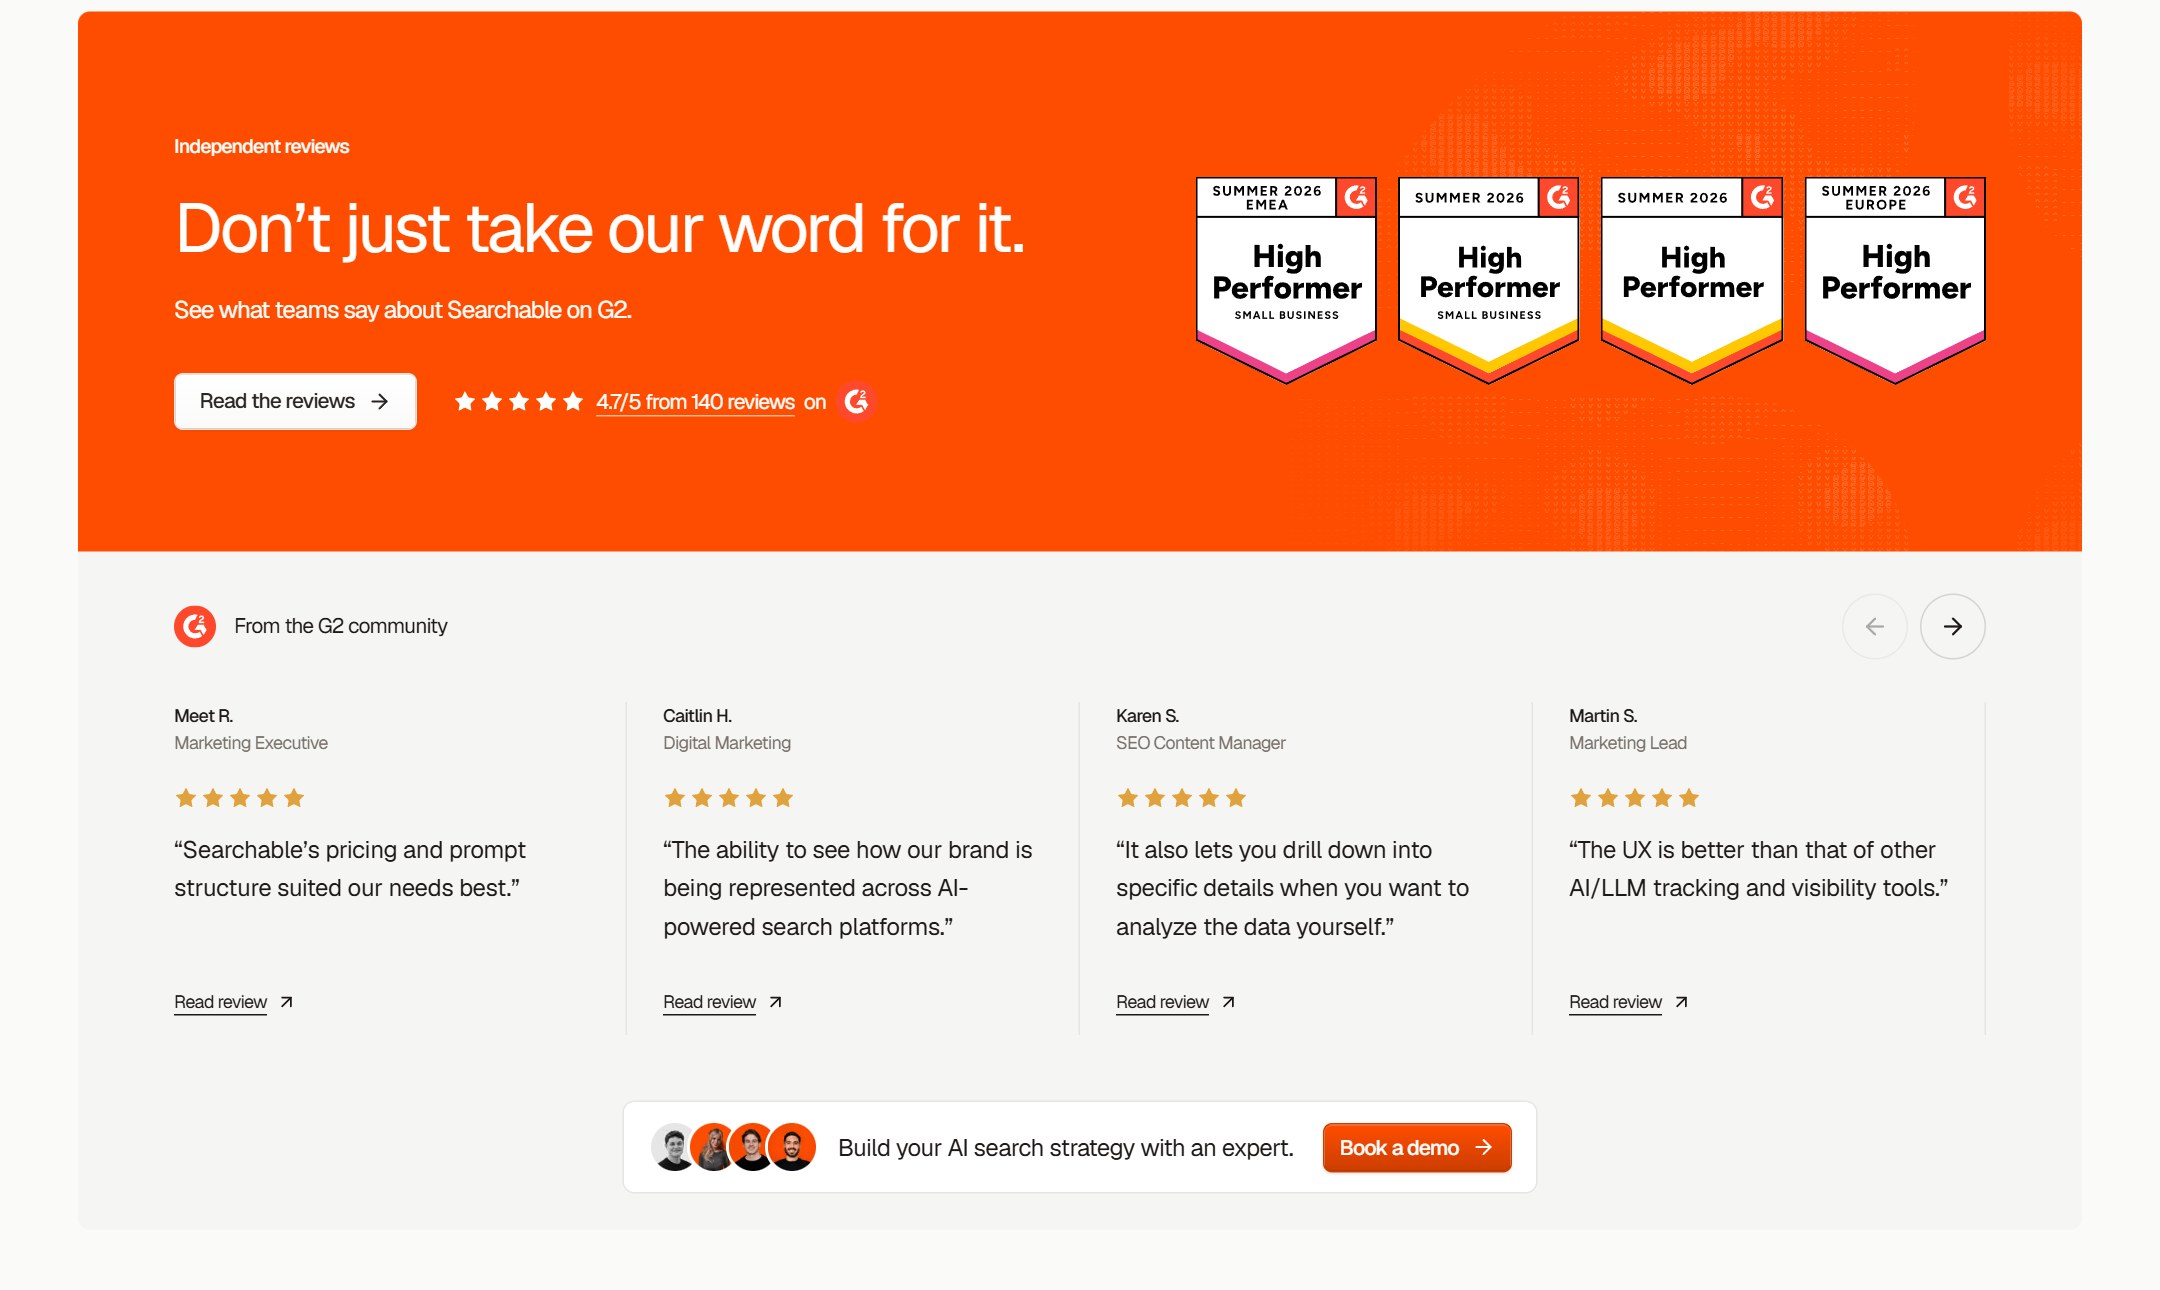 Independent reviews
Don’t just take our word for it.
See what teams say about Searchable on G2.
Read the reviews
4.7/5 from 140 reviews on G2
SUMMER 2026
EMEA
G2
High
Performer
SMALL BUSINESS
SUMMER 2026
G2
High
Performer
SMALL BUSINESS
SUMMER 2026
G2
High
Performer
SUMMER 2026
EUROPE
G2
High
Performer
G2
From the G2 community
Meet R.
Marketing Executive
“Searchable’s pricing and prompt
structure suited our needs best.”
Read review
Caitlin H.
Digital Marketing
“The ability to see how our brand is
being represented across AI-
powered search platforms.”
Read review
Karen S.
SEO Content Manager
“It also lets you drill down into
specific details when you want to
analyze the data yourself.”
Read review
Martin S.
Marketing Lead
“The UX is better than that of other
AI/LLM tracking and visibility tools.”
Read review
Build your AI search strategy with an expert.
Book a demo